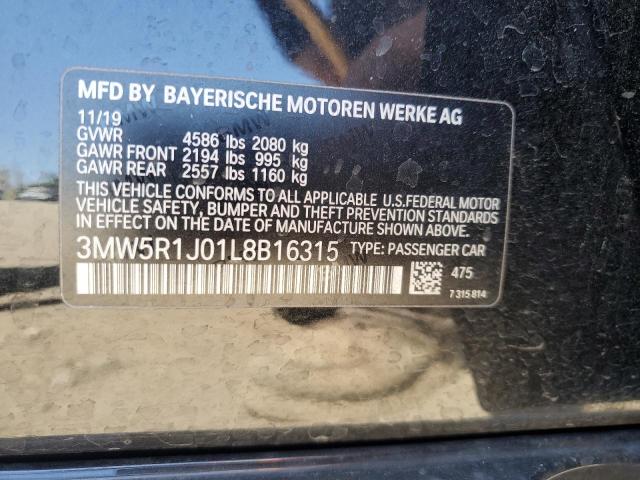 MFD BY BAYERISCHE MOTOREN WERKE AG
11/19
GVWR 4586 lbs 2080 kg
GAWR FRONT 2194 lbs 995 kg
GAWR REAR 2557 lbs 1160 kg
THIS VEHICLE CONFORMS TO ALL APPLICABLE U.S.FEDERAL MOTOR
VEHICLE SAFETY, BUMPER AND THEFT PREVENTION STANDARDS
IN EFFECT ON THE DATE OF MANUFACTURE SHOWN ABOVE.
3MW5R1J01L8B16315 TYPE: PASSENGER CAR
475
7 315 814